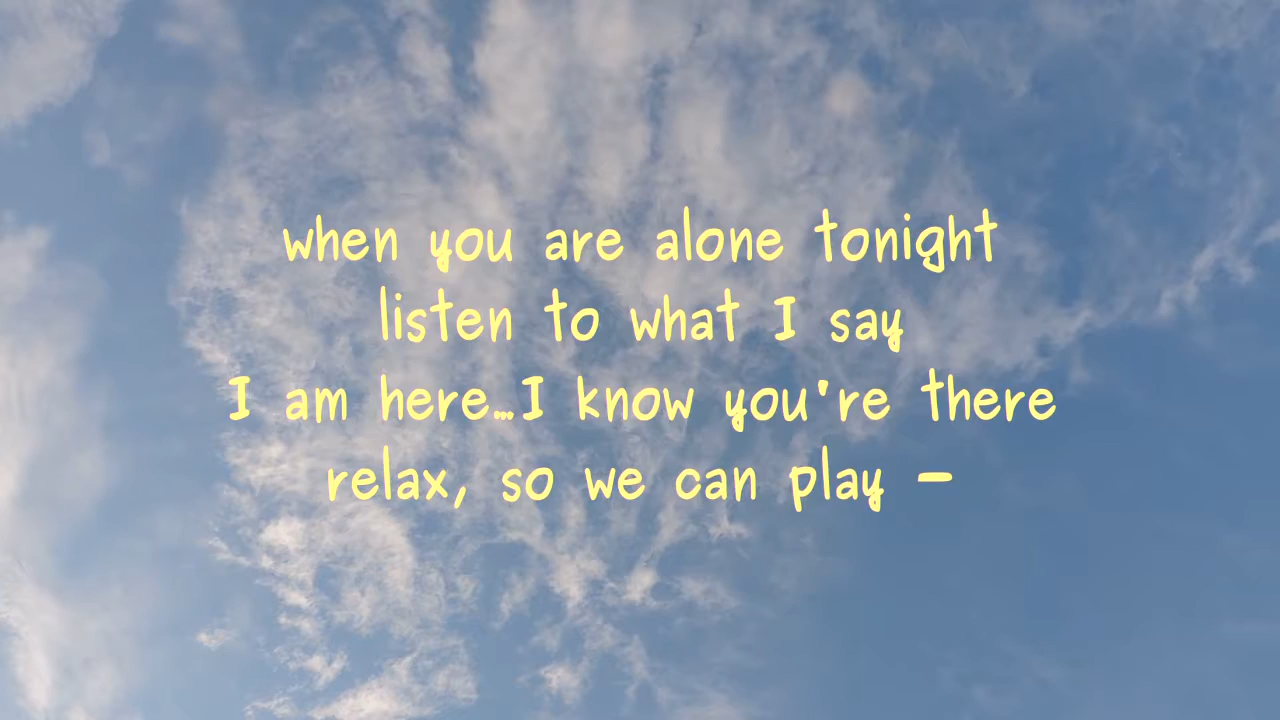 when you are alone tonight
listen to what I say
I am here...I know you're there
relax, so we can play –